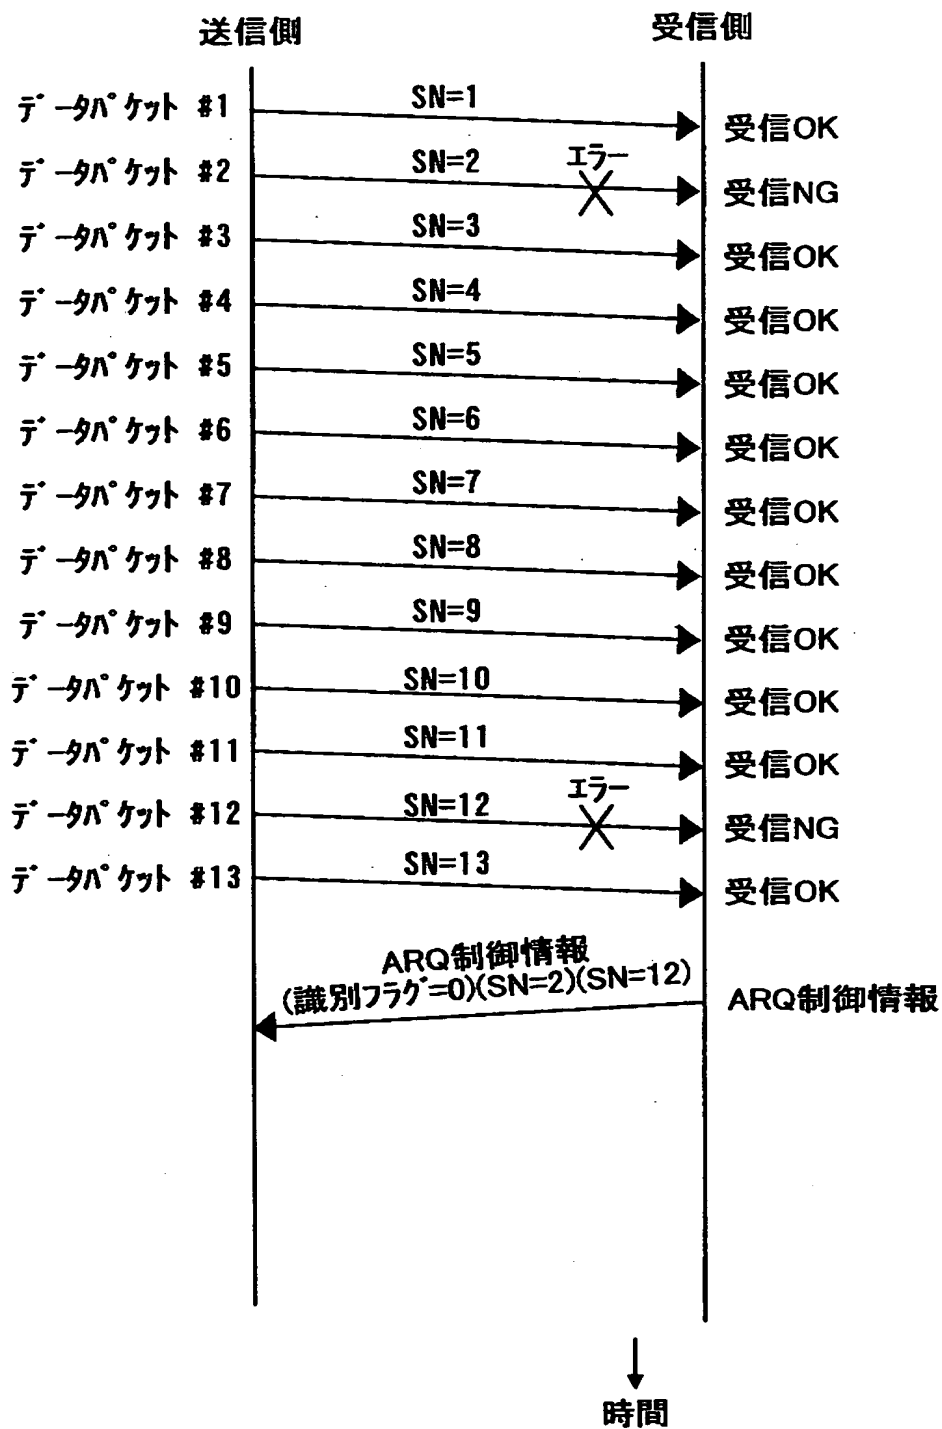 送信側
受信側
データパケット #1
SN=1
受信OK
データパケット #2
SN=2
エラー
受信NG
データパケット #3
SN=3
受信OK
データパケット #4
SN=4
受信OK
データパケット #5
SN=5
受信OK
データパケット #6
SN=6
受信OK
データパケット #7
SN=7
受信OK
データパケット #8
SN=8
受信OK
データパケット #9
SN=9
受信OK
データパケット #10
SN=10
受信OK
データパケット #11
SN=11
受信OK
データパケット #12
SN=12
エラー
受信NG
データパケット #13
SN=13
受信OK
ARQ制御情報
(識別フラグ=0)(SN=2)(SN=12)
ARQ制御情報
時間